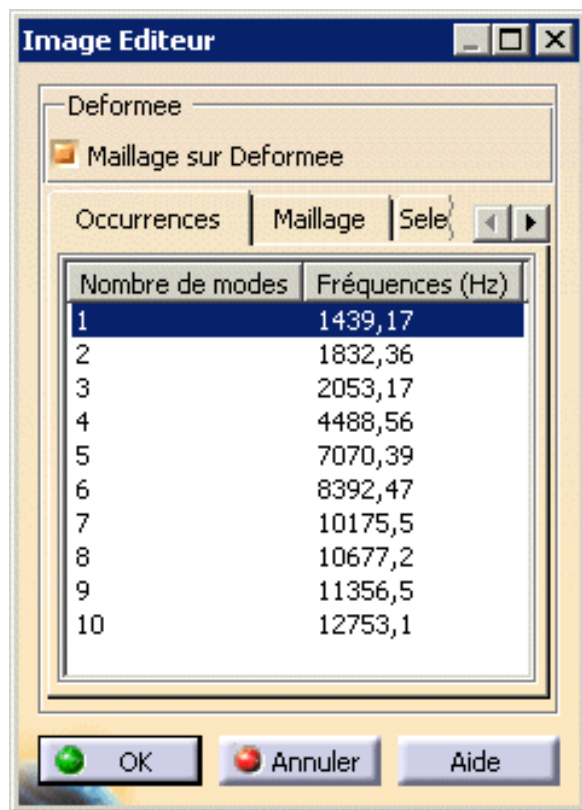 Image Editeur
Deformee
Maillage sur Deformee
Occurrences Maillage Sele
Nombre de modes Fréquences (Hz)
1 1439,17
2 1832,36
3 2053,17
4 4488,56
5 7070,39
6 8392,47
7 10175,5
8 10677,2
9 11356,5
10 12753,1
OK Annuler Aide